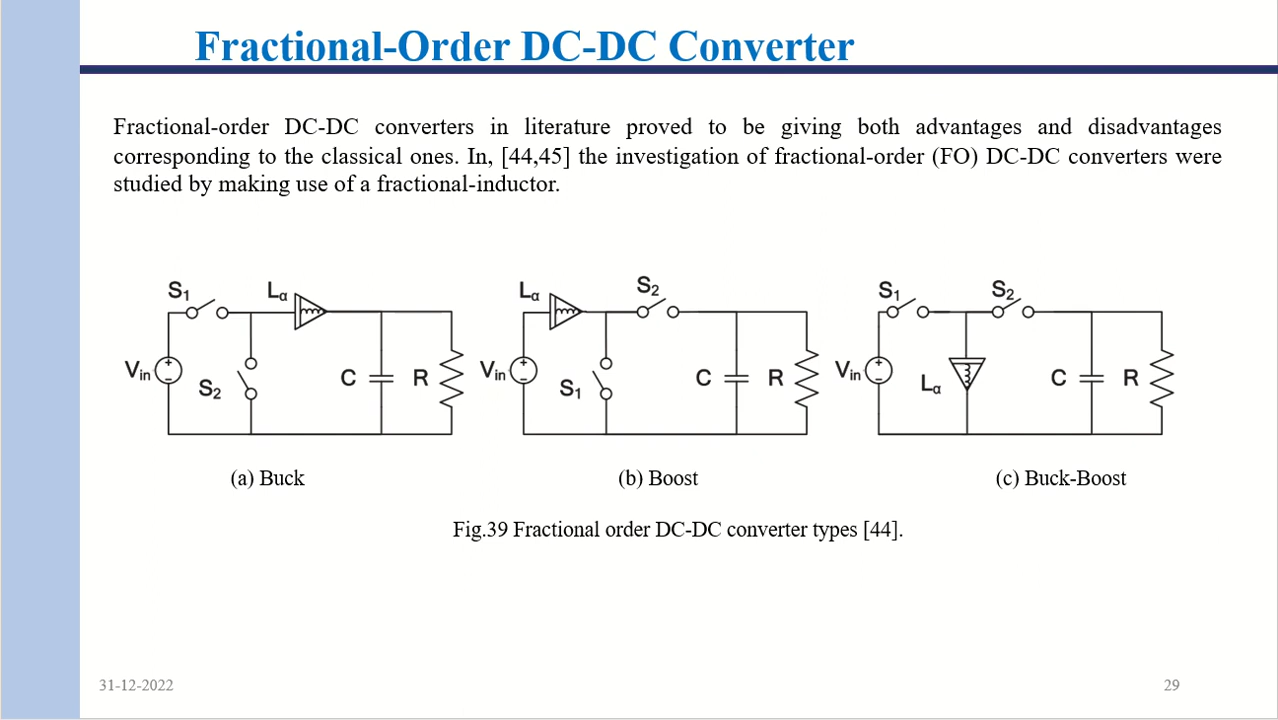 Fractional-Order DC-DC Converter
Fractional-order DC-DC converters in literature proved to be giving both advantages and disadvantages
corresponding to the classical ones. In, [44,45] the investigation of fractional-order (FO) DC-DC converters were
studied by making use of a fractional-inductor.
S₁ Lα Vin S₂ C R
Lα S₂ Vin S₁ C R
S₁ S₂ Vin Lα C R
(a) Buck (b) Boost (c) Buck-Boost
Fig.39 Fractional order DC-DC converter types [44].
31-12-2022 29